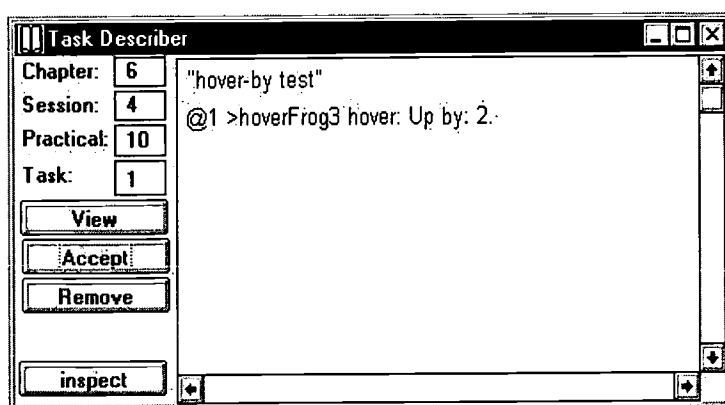 Task Describer
Chapter: 6
Session: 4
Practical: 10
Task: 1
View
Accept
Remove
inspect
"hover-by test"
@1 >hoverFrog3 hover: Up by: 2.